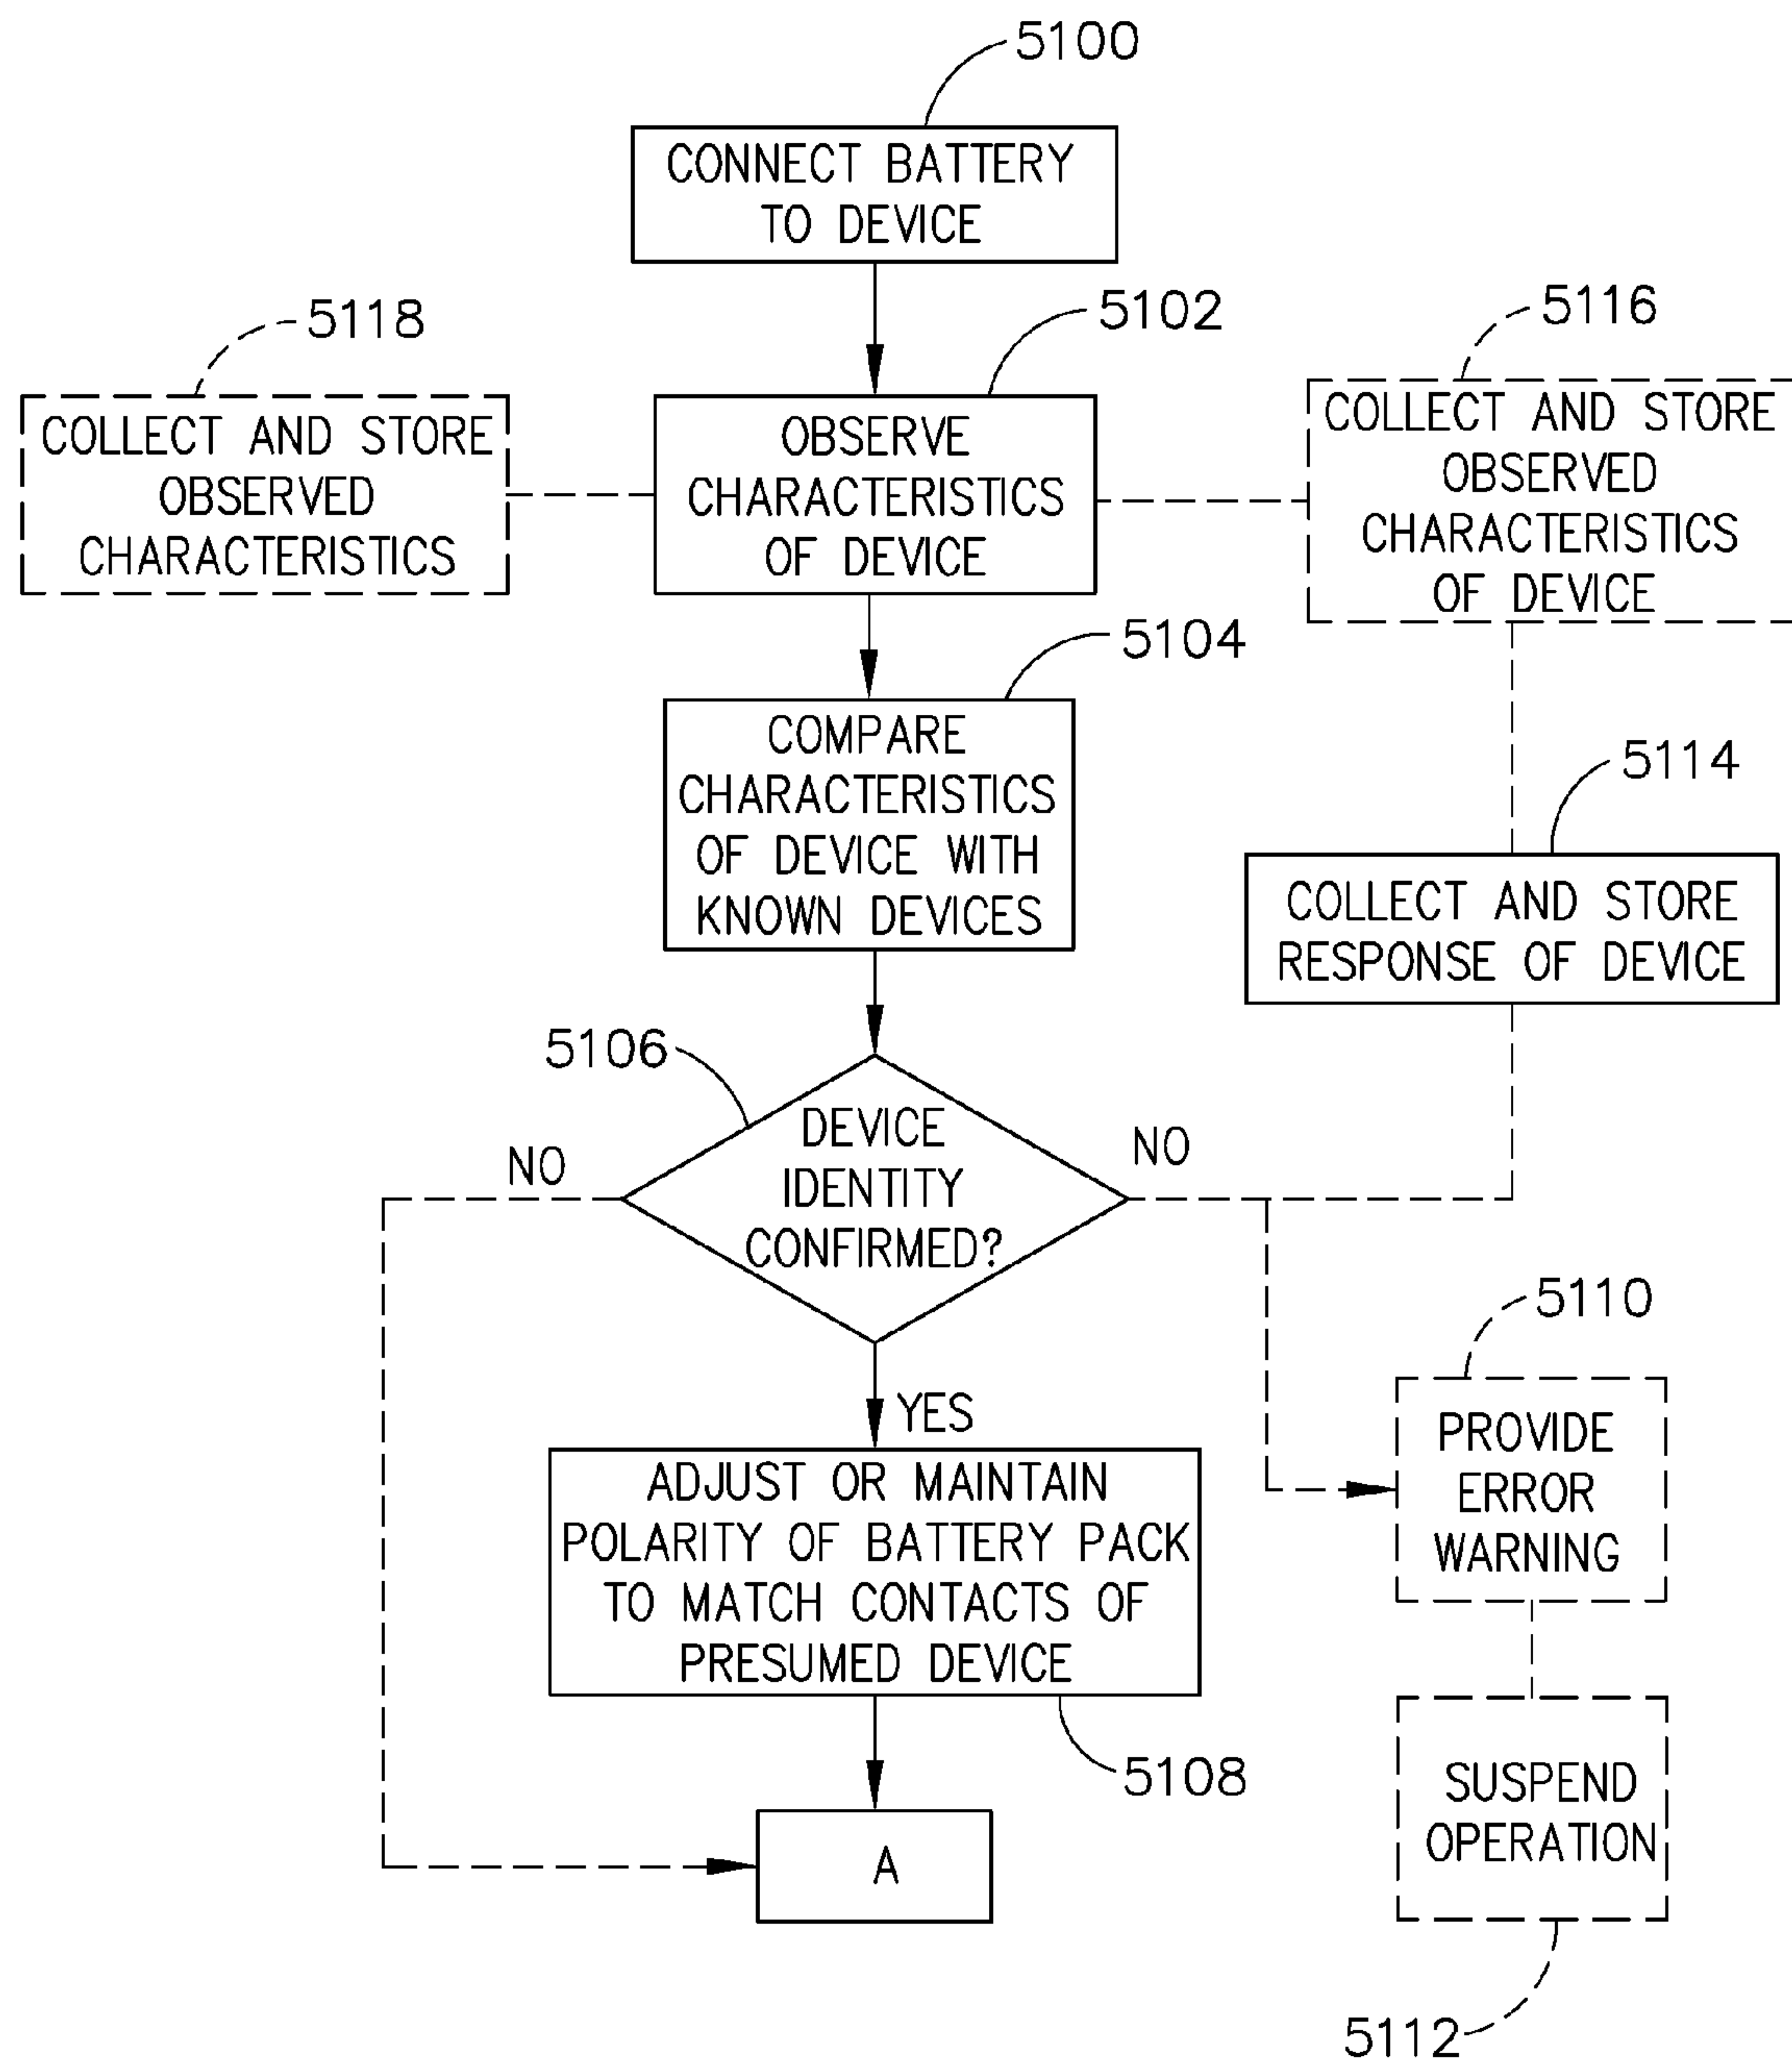 5100
CONNECT BATTERY
TO DEVICE
5118
5102
5116
COLLECT AND STORE
OBSERVED
CHARACTERISTICS
OBSERVE
CHARACTERISTICS
OF DEVICE
COLLECT AND STORE
OBSERVED
CHARACTERISTICS
OF DEVICE
5104
COMPARE
CHARACTERISTICS
OF DEVICE WITH
KNOWN DEVICES
5114
COLLECT AND STORE
RESPONSE OF DEVICE
5106
DEVICE
IDENTITY
CONFIRMED?
NO
NO
YES
5110
PROVIDE
ERROR
WARNING
ADJUST OR MAINTAIN
POLARITY OF BATTERY PACK
TO MATCH CONTACTS OF
PRESUMED DEVICE
5108
SUSPEND
OPERATION
A
5112